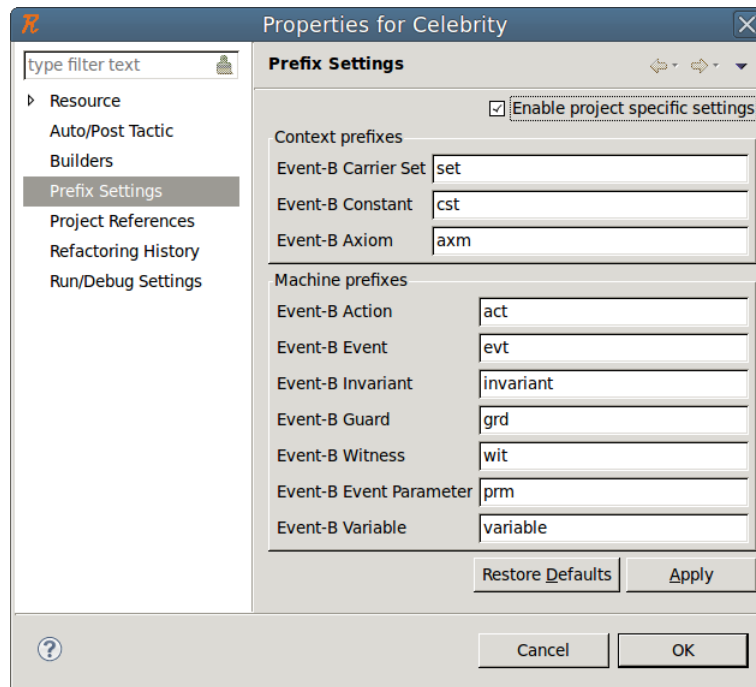 Properties for Celebrity
type filter text
Resource
Auto/Post Tactic
Builders
Prefix Settings
Project References
Refactoring History
Run/Debug Settings
Prefix Settings
Enable project specific settings
Context prefixes
Event-B Carrier Set set
Event-B Constant cst
Event-B Axiom axm
Machine prefixes
Event-B Action act
Event-B Event evt
Event-B Invariant invariant
Event-B Guard grd
Event-B Witness wit
Event-B Event Parameter prm
Event-B Variable variable
Restore Defaults Apply
? Cancel OK